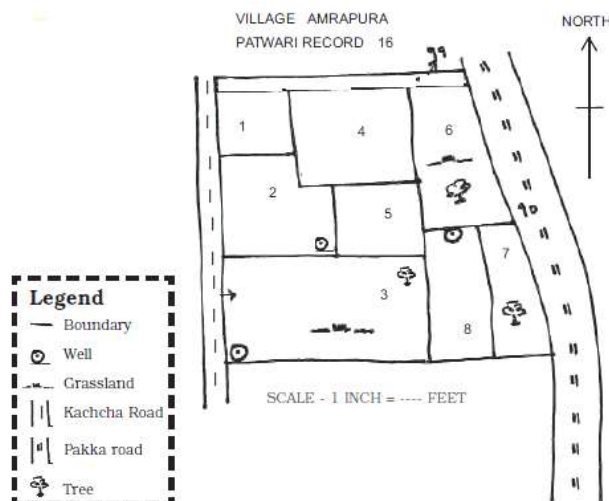 VILLAGE AMRAPURA
PATWARI RECORD 16
NORTH
1
4
6
2
5
7
3
8
Legend
Boundary
Well
Grassland
Kachcha Road
Pakka road
Tree
SCALE - 1 INCH = ---- FEET